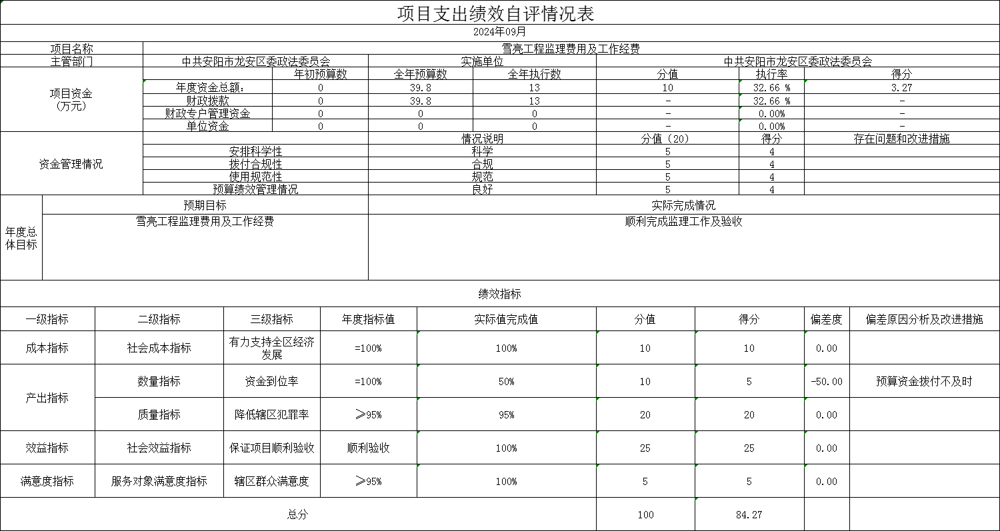 项目支出绩效自评情况表
2024年09月
项目名称 雪亮工程监理费用及工作经费
主管部门 中共安阳市龙安区委政法委员会 实施单位 中共安阳市龙安区委政法委员会
项目资金
(万元)
年初预算数 全年预算数 全年执行数 分值 执行率 得分
年度资金总额: 0 39.8 13 10 32.66 % 3.27
财政拨款 0 39.8 13 - 32.66 % -
财政专户管理资金 0 0 0 - 0.00% -
单位资金 0 0 0 - 0.00% -
资金管理情况
情况说明 分值（20） 得分 存在问题和改进措施
安排科学性 科学 5 4
拨付合规性 合规 5 4
使用规范性 规范 5 4
预算绩效管理情况 良好 5 4
年度总
体目标
预期目标 实际完成情况
雪亮工程监理费用及工作经费 顺利完成监理工作及验收
绩效指标
一级指标 二级指标 三级指标 年度指标值 实际值完成值 分值 得分 偏差度 偏差原因分析及改进措施
成本指标 社会成本指标 有力支持全区经济
发展 =100% 100% 10 10 0.00
产出指标
数量指标 资金到位率 =100% 50% 10 5 -50.00 预算资金拨付不及时
质量指标 降低辖区犯罪率 ≥95% 95% 20 20 0.00
效益指标 社会效益指标 保证项目顺利验收 顺利验收 100% 25 25 0.00
满意度指标 服务对象满意度指标 辖区群众满意度 ≥95% 100% 5 5 0.00
总分 100 84.27